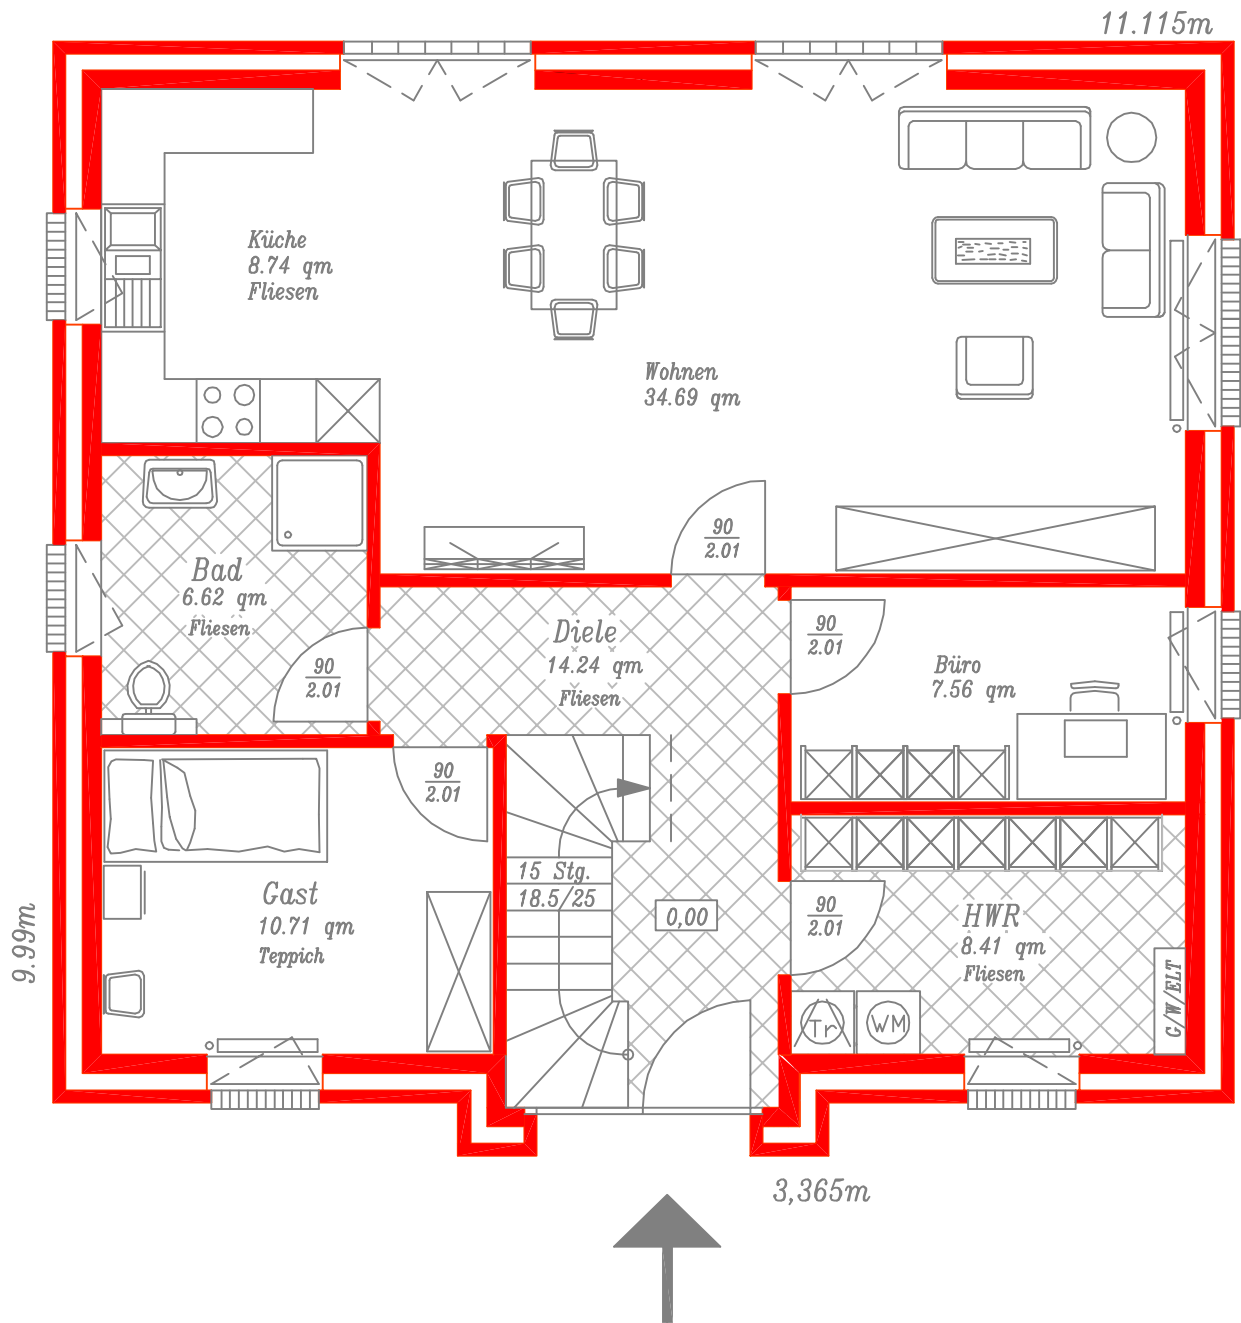 11.115m
Küche
8.74 qm
Fliesen
Wohnen
34.69 qm
90
2.01
Bad
6.62 qm
Fliesen
Diele
14.24 qm
Fliesen
90
2.01
90
2.01
Büro
7.56 qm
90
2.01
15 Stg.
18.5/25
Gast
10.71 qm
Teppich
0,00
90
2.01
HWR
8.41 qm
Fliesen
9.99m
G/W/ELT
Tr
WM
3,365m